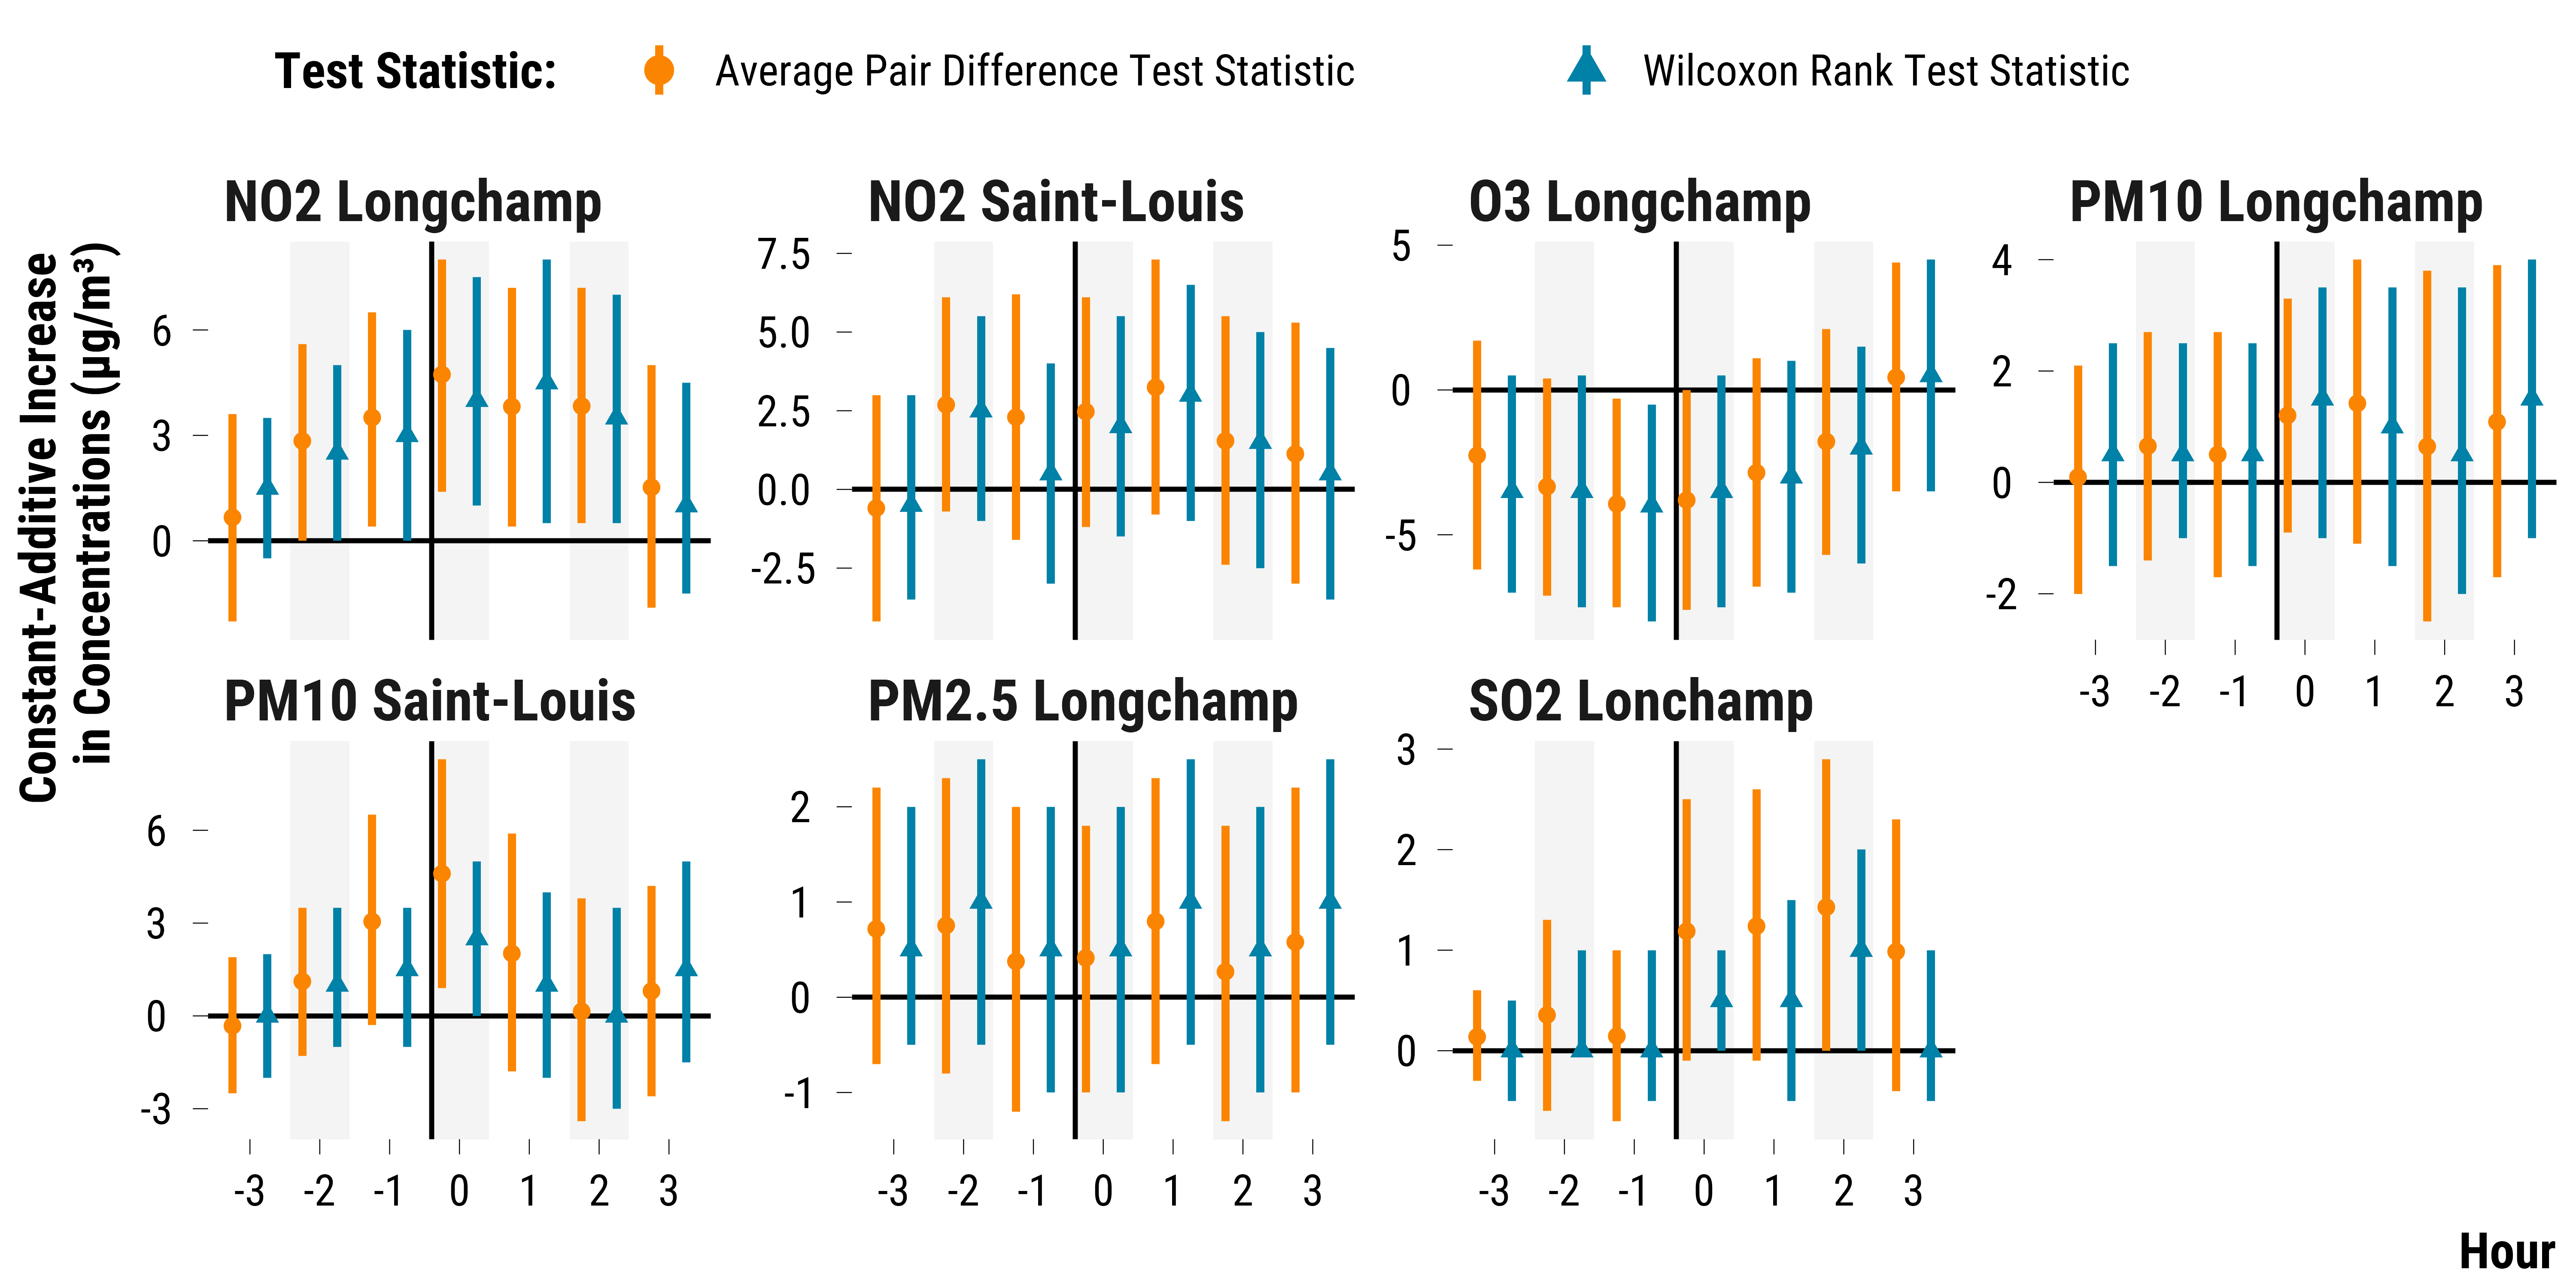 Test Statistic: Average Pair Difference Test Statistic Wilcoxon Rank Test Statistic
Constant-Additive Increase
in Concentrations (µg/m³)
NO2 Longchamp
6
3
0
NO2 Saint-Louis
7.5
5.0
2.5
0.0
-2.5
O3 Longchamp
5
0
-5
PM10 Longchamp
4
2
0
-2
-3 -2 -1 0 1 2 3
PM10 Saint-Louis
6
3
0
-3
-3 -2 -1 0 1 2 3
PM2.5 Longchamp
2
1
0
-1
-3 -2 -1 0 1 2 3
SO2 Lonchamp
3
2
1
0
-3 -2 -1 0 1 2 3
Hour